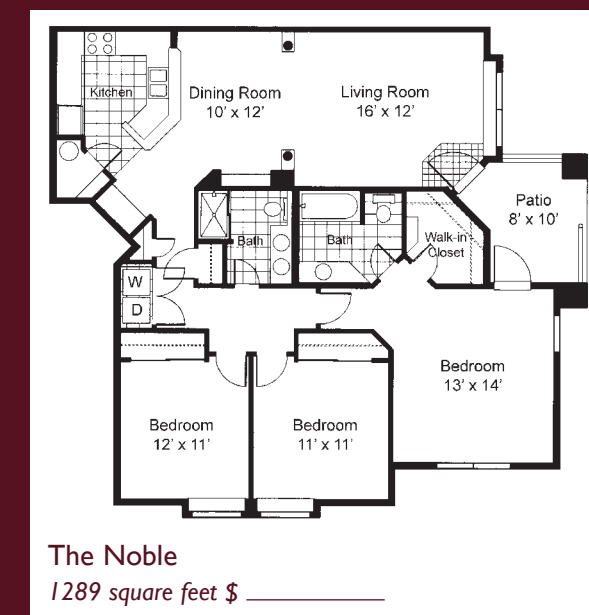 Kitchen
Dining Room
10' x 12'
Living Room
16' x 12'
Patio
8' x 10'
Bath
Bath
Walk-in
Closet
W
D
Bedroom
13' x 14'
Bedroom
12' x 11'
Bedroom
11' x 11'
The Noble
1289 square feet $ ___________